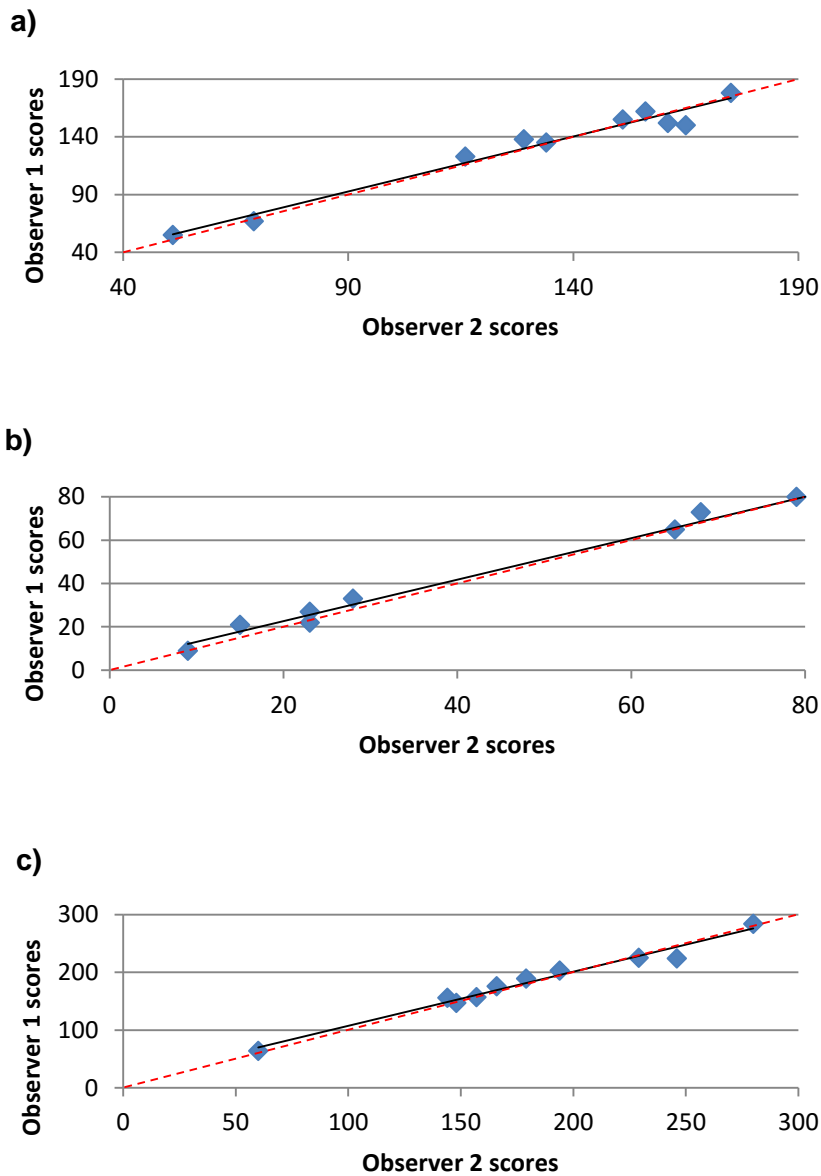 a)
190
140
90
40
40 90 140 190
Observer 1 scores
Observer 2 scores
b)
80
60
40
20
0
0 20 40 60 80
Observer 1 scores
Observer 2 scores
c)
300
200
100
0
0 50 100 150 200 250 300
Observer 1 scores
Observer 2 scores